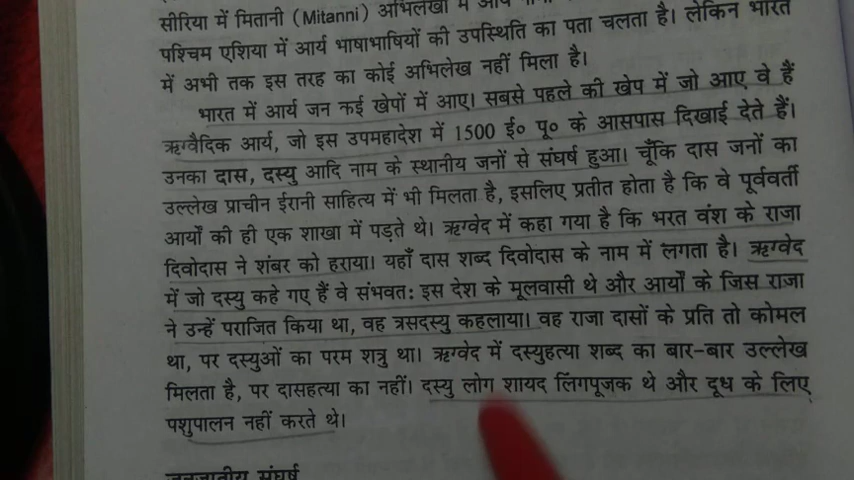 सीरिया में मितानी (Mitanni) अभिलेखों में आर्य
पश्चिम एशिया में आर्य भाषाभाषियों की उपस्थिति का पता चलता है। लेकिन भारत
में अभी तक इस तरह का कोई अभिलेख नहीं मिला है।
भारत में आर्य जन कई खेपों में आए। सबसे पहले की खेप में जो आए वे हैं
ऋग्वैदिक आर्य, जो इस उपमहादेश में 1500 ई० पू० के आसपास दिखाई देते हैं।
उनका दास, दस्यु आदि नाम के स्थानीय जनों से संघर्ष हुआ। चूँकि दास जनों का
उल्लेख प्राचीन ईरानी साहित्य में भी मिलता है, इसलिए प्रतीत होता है कि वे पूर्ववर्ती
आर्यों की ही एक शाखा में पड़ते थे। ऋग्वेद में कहा गया है कि भरत वंश के राजा
दिवोदास ने शंबर को हराया। यहाँ दास शब्द दिवोदास के नाम में लगता है। ऋग्वेद
में जो दस्यु कहे गए हैं वे संभवत: इस देश के मूलवासी थे और आर्यों के जिस राजा
ने उन्हें पराजित किया था, वह त्रसदस्यु कहलाया। वह राजा दासों के प्रति तो कोमल
था, पर दस्युओं का परम शत्रु था। ऋग्वेद में दस्युहत्या शब्द का बार-बार उल्लेख
मिलता है, पर दासहत्या का नहीं। दस्यु लोग शायद लिंगपूजक थे और दूध के लिए
पशुपालन नहीं करते थे।
जनजातीय संघर्ष